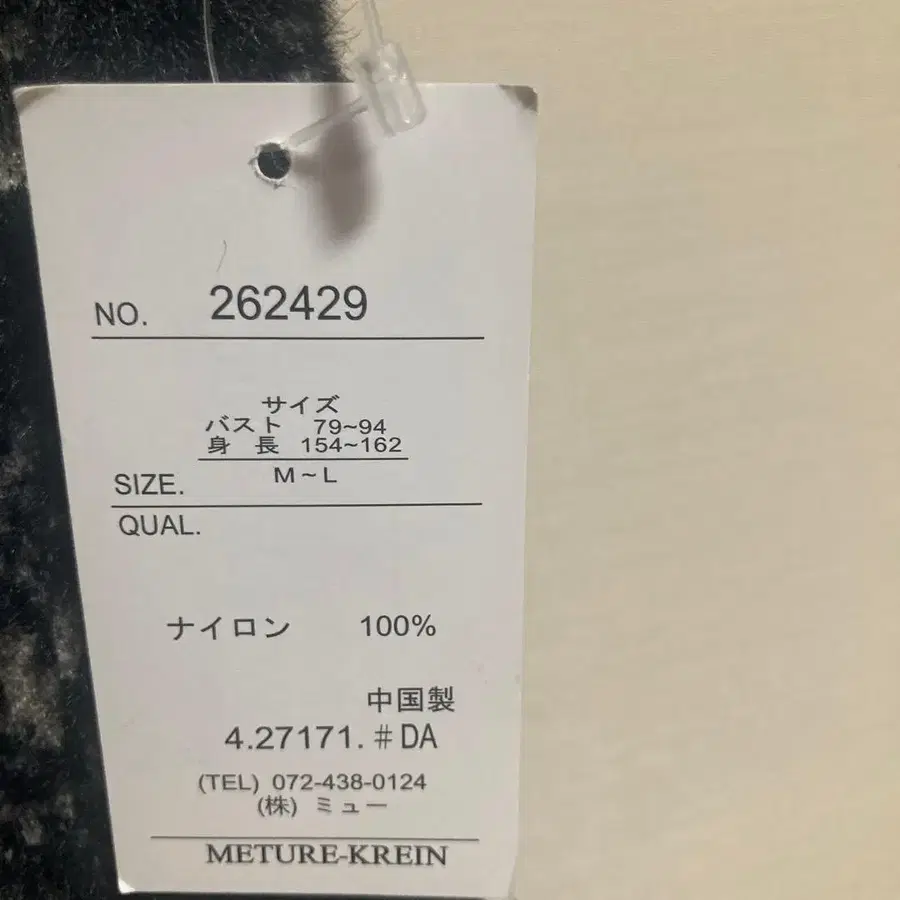 NO. 262429
サイズ
バスト 79~94
身 長 154~162
M~L
SIZE.
QUAL.
ナイロン 100%
中国製
4.27171.#DA
(TEL) 072-438-0124
(株) ミュー
METURE-KREIN